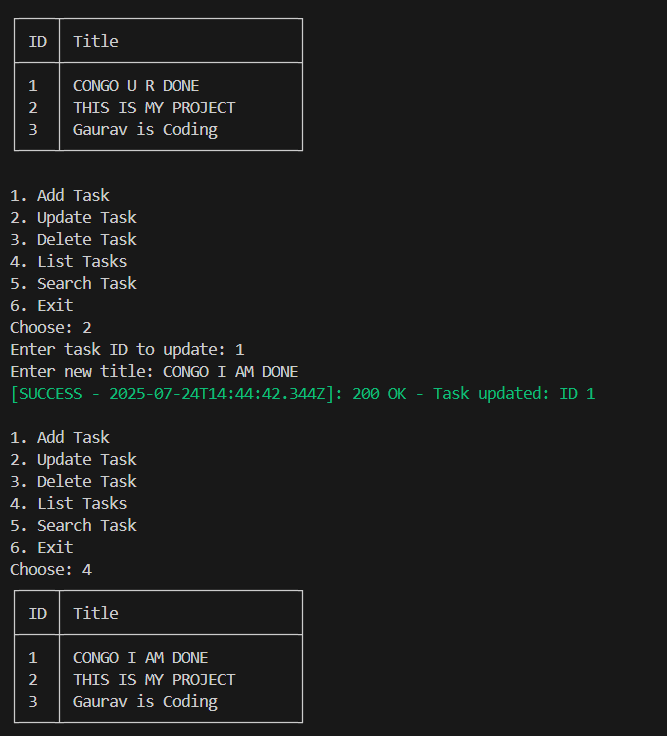 ID Title
1 CONGO U R DONE
2 THIS IS MY PROJECT
3 Gaurav is Coding
1. Add Task
2. Update Task
3. Delete Task
4. List Tasks
5. Search Task
6. Exit
Choose: 2
Enter task ID to update: 1
Enter new title: CONGO I AM DONE
[SUCCESS - 2025-07-24T14:44:42.344Z]: 200 OK - Task updated: ID 1
1. Add Task
2. Update Task
3. Delete Task
4. List Tasks
5. Search Task
6. Exit
Choose: 4
ID Title
1 CONGO I AM DONE
2 THIS IS MY PROJECT
3 Gaurav is Coding